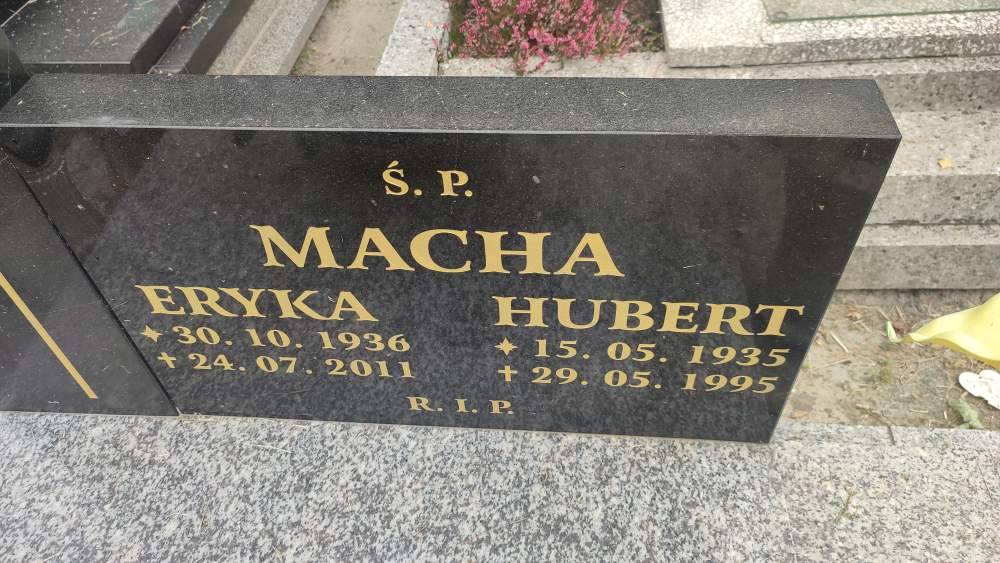 Ś. P.
MACHA
ERYKA HUBERT
✦ 30. 10. 1936 ✦ 15. 05. 1935
✝ 24. 07. 2011 ✝ 29. 05. 1995
R. I. P.